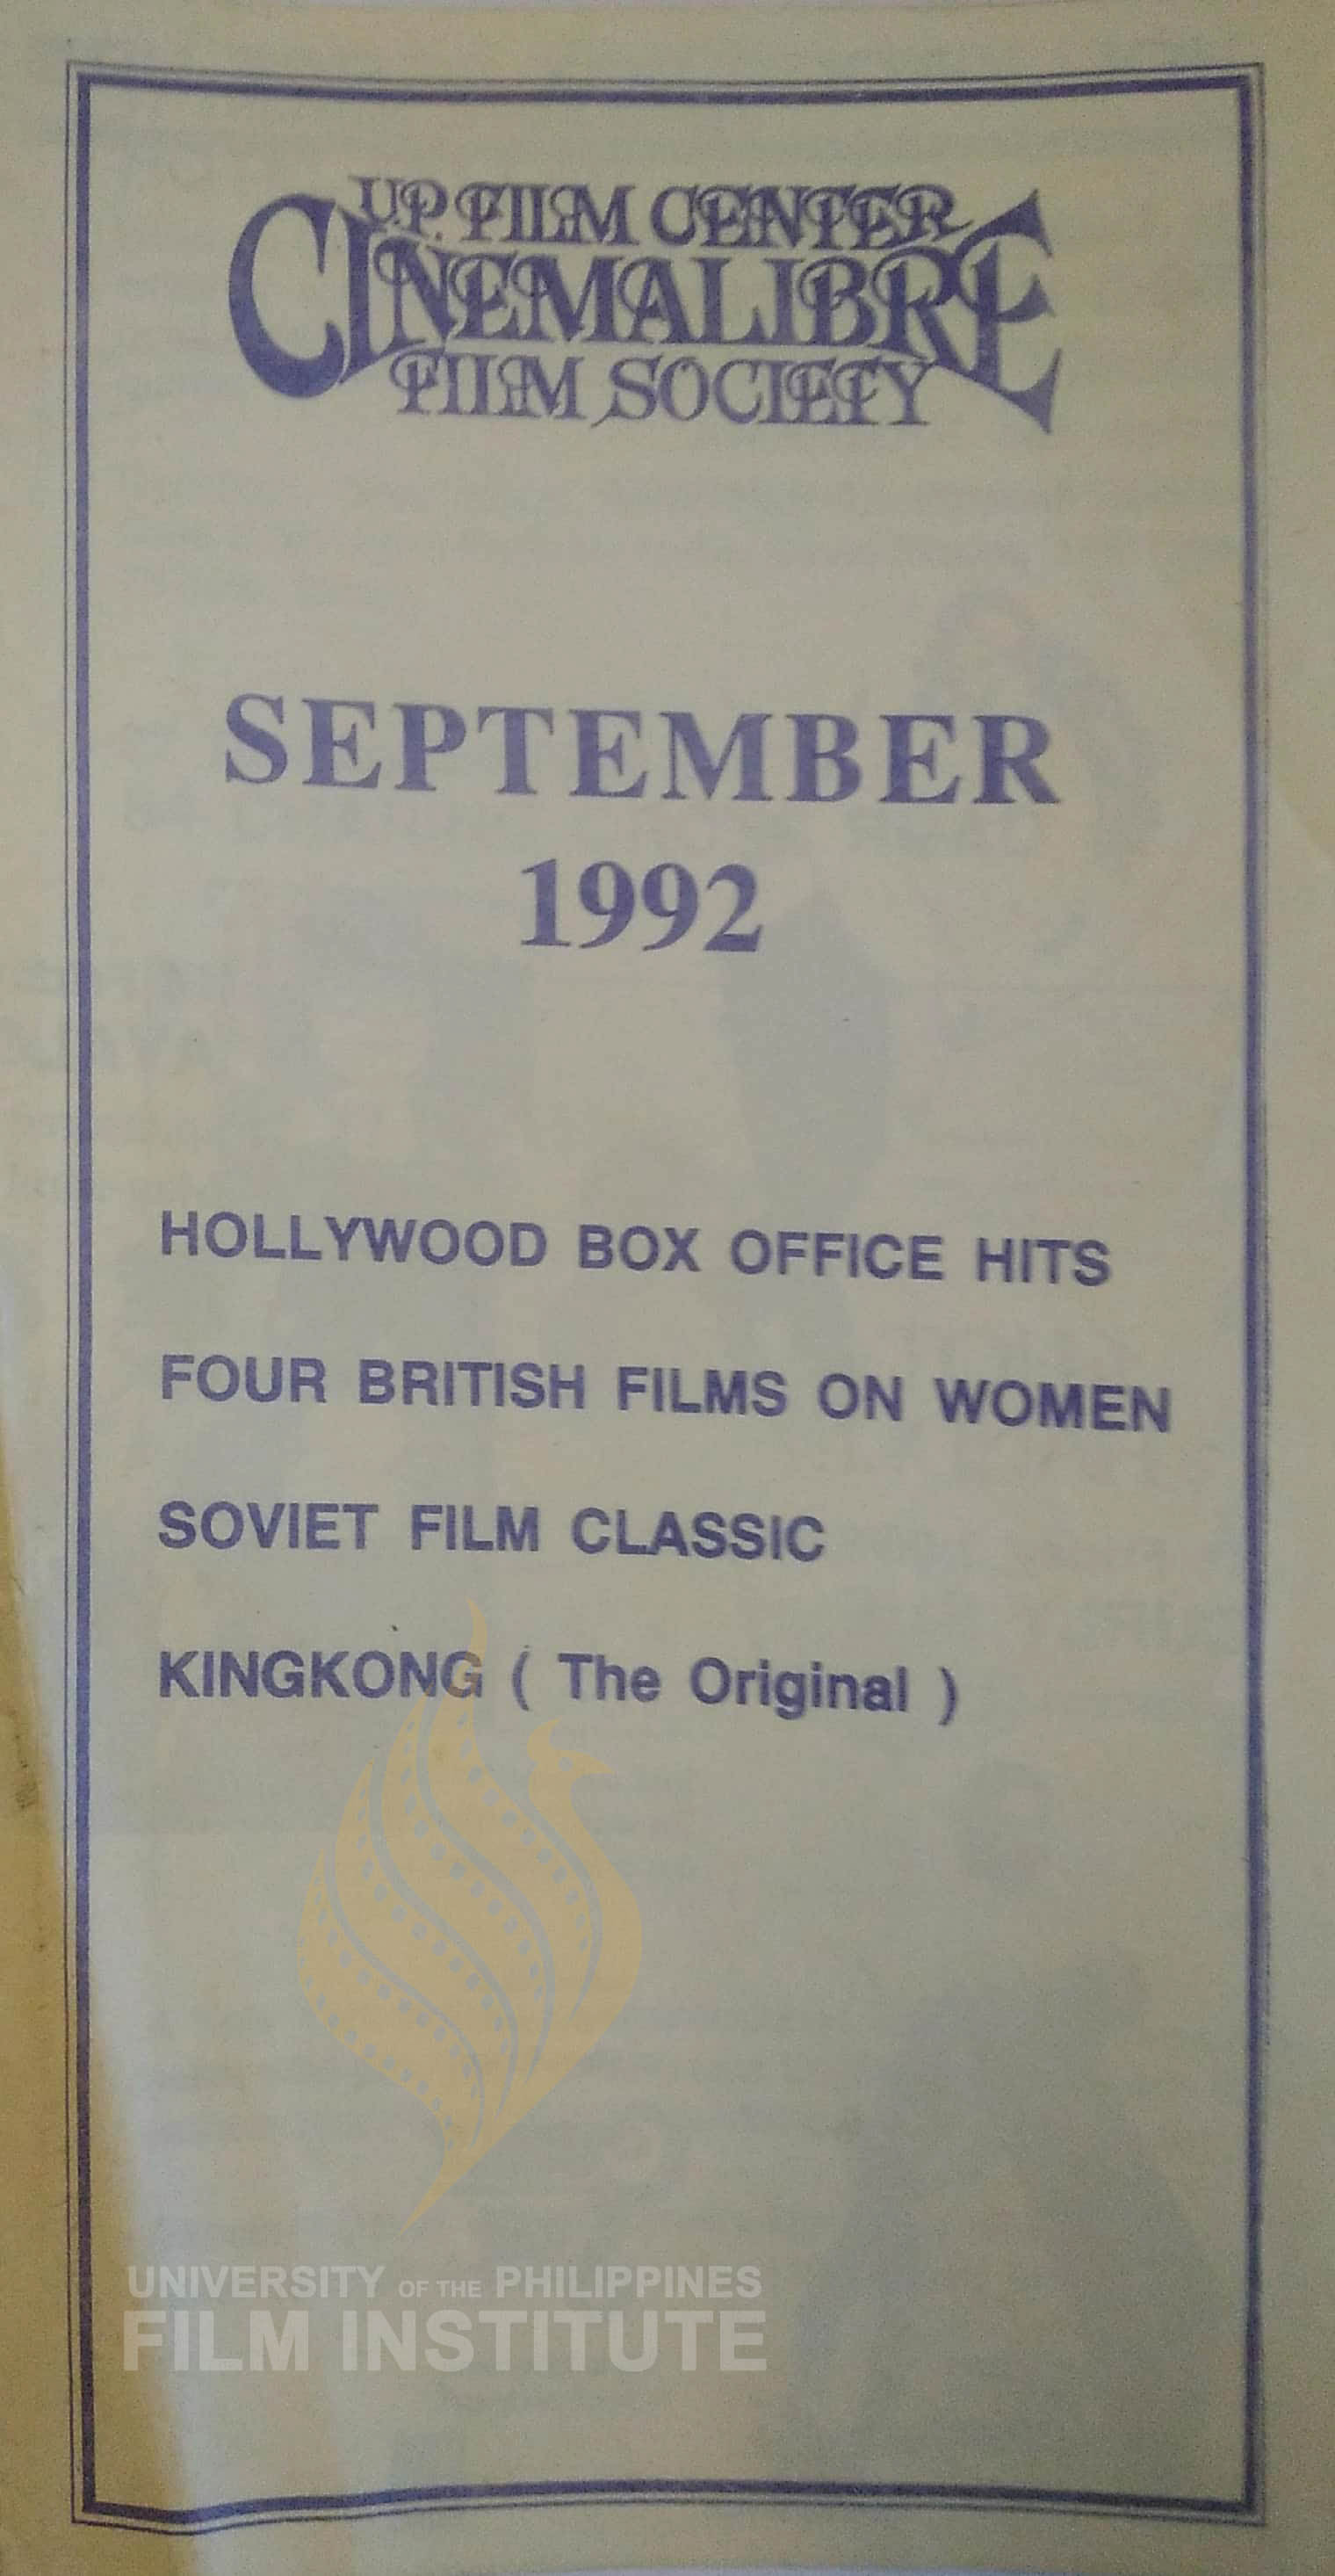 U.P. FILM CENTER
CINEMALIBRE
FILM SOCIETY
SEPTEMBER
1992
HOLLYWOOD BOX OFFICE HITS
FOUR BRITISH FILMS ON WOMEN
SOVIET FILM CLASSIC
KINGKONG ( The Original )
UNIVERSITY OF THE PHILIPPINES
FILM INSTITUTE